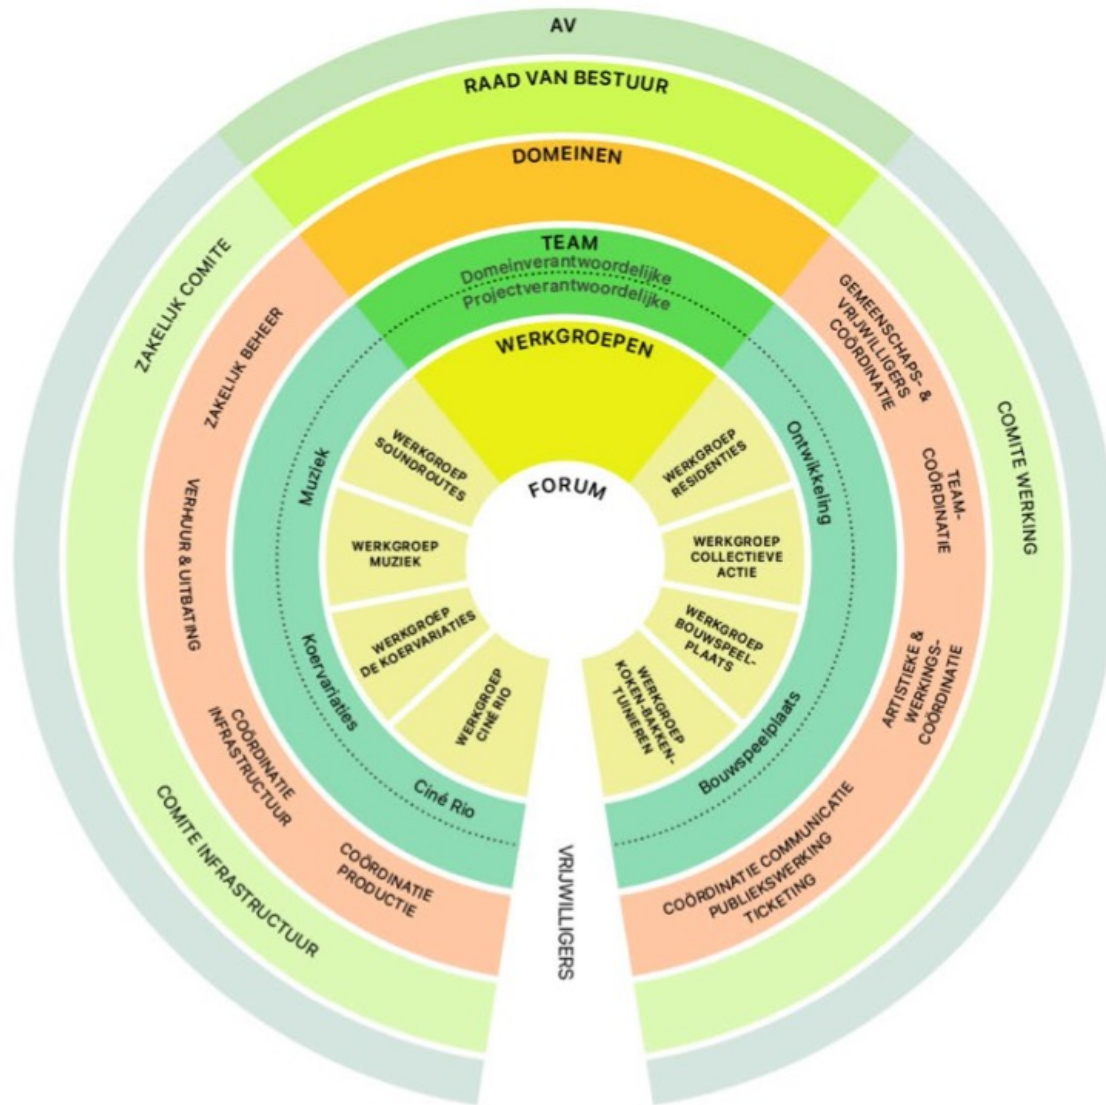 AV
RAAD VAN BESTUUR
DOMEINEN
TEAM
Domeinverantwoordelijke
Projectverantwoordelijke
WERKGROEPEN
FORUM
ZAKELIJK COMITE
COMITE INFRASTRUCTUUR
COMITE WERKING
ZAKELIJK BEHEER
VERHUUR & UITBATING
COÖRDINATIE
INFRASTRUCTUUR
COÖRDINATIE
PRODUCTIE
GEMEENSCHAPS- &
VRIJWILLIGERS
COÖRDINATIE
TEAM-
COÖRDINATIE
ARTISTIEKE &
WERKINGS-
COÖRDINATIE
COÖRDINATIE COMMUNICATIE
PUBLIEKSWERKING
TICKETING
Muziek
Koervariaties
Ciné Rio
Ontwikkeling
Bouwspeelplaats
WERKGROEP
SOUNDROUTES
WERKGROEP
MUZIEK
WERKGROEP
DE KOERVARIATIES
WERKGROEP
CINÉ RIO
WERKGROEP
RESIDENTIES
WERKGROEP
COLLECTIEVE
ACTIE
WERKGROEP
BOUWSPEEL-
PLAATS
WERKGROEP
KOKEN-BAKKEN-
TUINIEREN
VRIJWILLIGERS